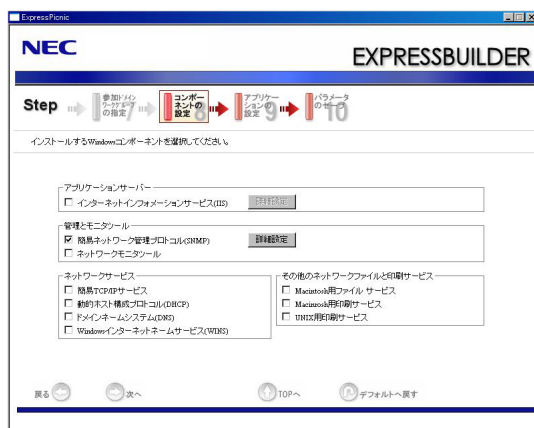 ExpressPicnic
NEC
EXPRESSBUILDER
Step
参加ドメイン
ワークグループ
の指定 7
コンポー
ネントの
設定 8
アプリケー
ションの
設定 9
パラメータ
のセーブ 10
インストールするWindowsコンポーネントを選択してください。
アプリケーションサーバー
インターネットインフォメーションサービス(IIS)
詳細設定
管理とモニタツール
簡易ネットワーク管理プロトコル(SNMP)
詳細設定
ネットワークモニタツール
ネットワークサービス
簡易TCP/IPサービス
動的ホスト構成プロトコル(DHCP)
ドメインネームシステム(DNS)
Windowsインターネットネームサービス(WINS)
その他のネットワークファイルと印刷サービス
Macintosh用ファイル サービス
Macintosh用印刷サービス
UNIX用印刷サービス
戻る
次へ
TOPへ
デフォルトへ戻す